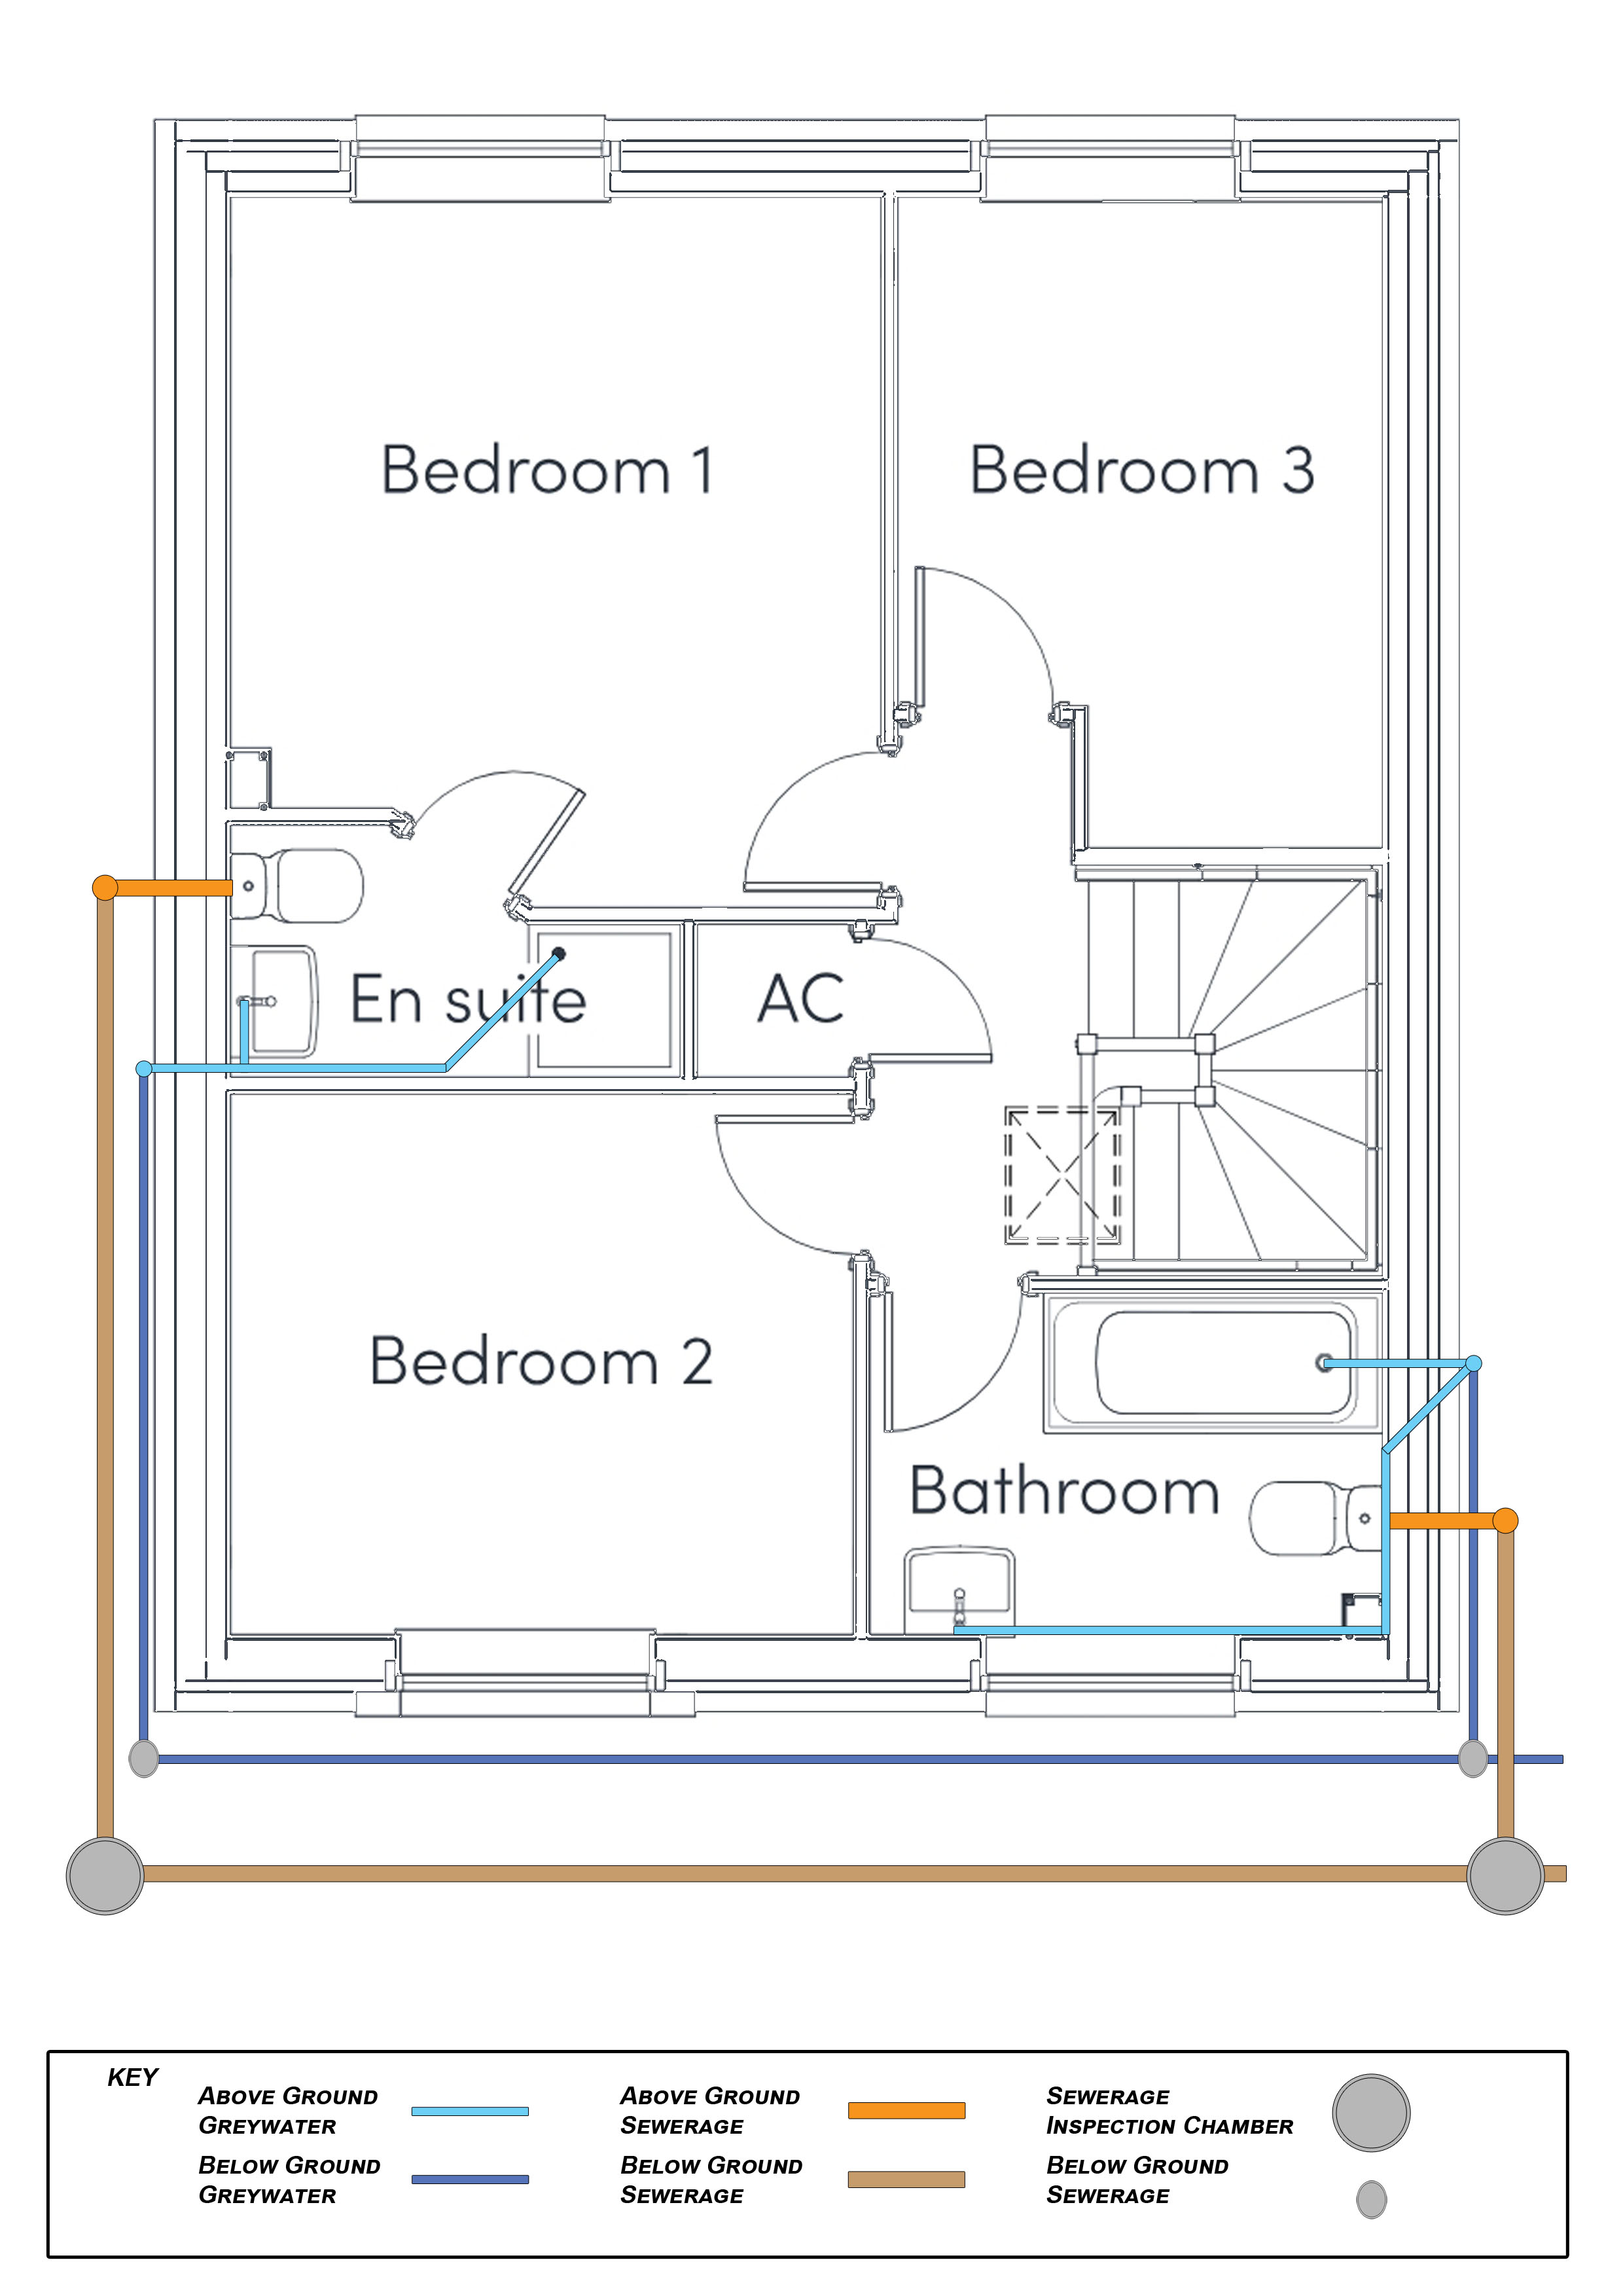 Bedroom 1
Bedroom 3
En suite
AC
Bedroom 2
Bathroom
KEY
ABOVE GROUND
GREYWATER
ABOVE GROUND
SEWERAGE
SEWERAGE
INSPECTION CHAMBER
BELOW GROUND
GREYWATER
BELOW GROUND
SEWERAGE
BELOW GROUND
SEWERAGE